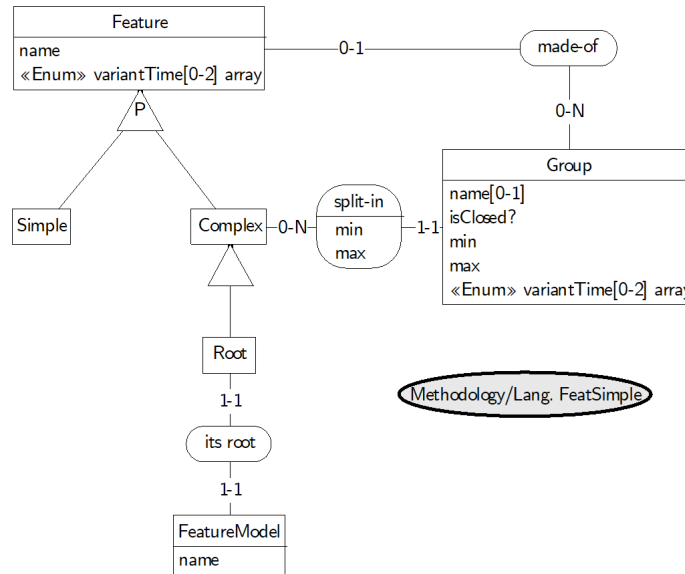 Feature
name
«Enum» variantTime[0-2] array
0-1
made-of
P
0-N
Group
name[0-1]
isClosed?
min
max
«Enum» variantTime[0-2] array
Simple
Complex
0-N
split-in
min
max
1-1
Root
1-1
Methodology/Lang. FeatSimple
its root
1-1
FeatureModel
name